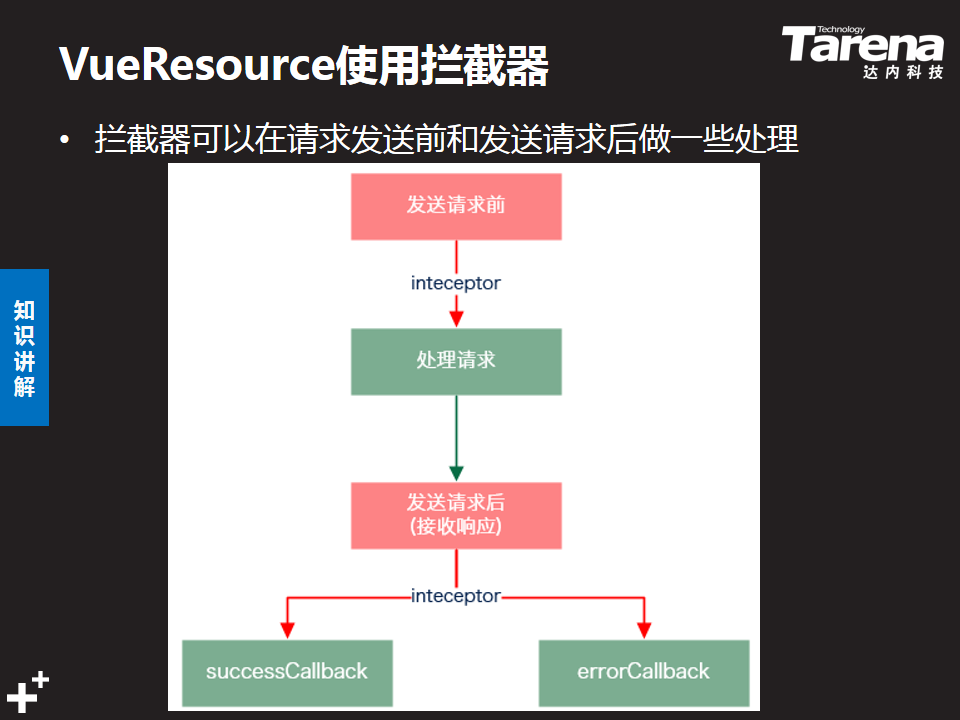 VueResource使用拦截器
Technology
Tarena
达内科技
• 拦截器可以在请求发送前和发送请求后做一些处理
知识讲解
发送请求前
inteceptor
处理请求
发送请求后
(接收响应)
inteceptor
successCallback
errorCallback